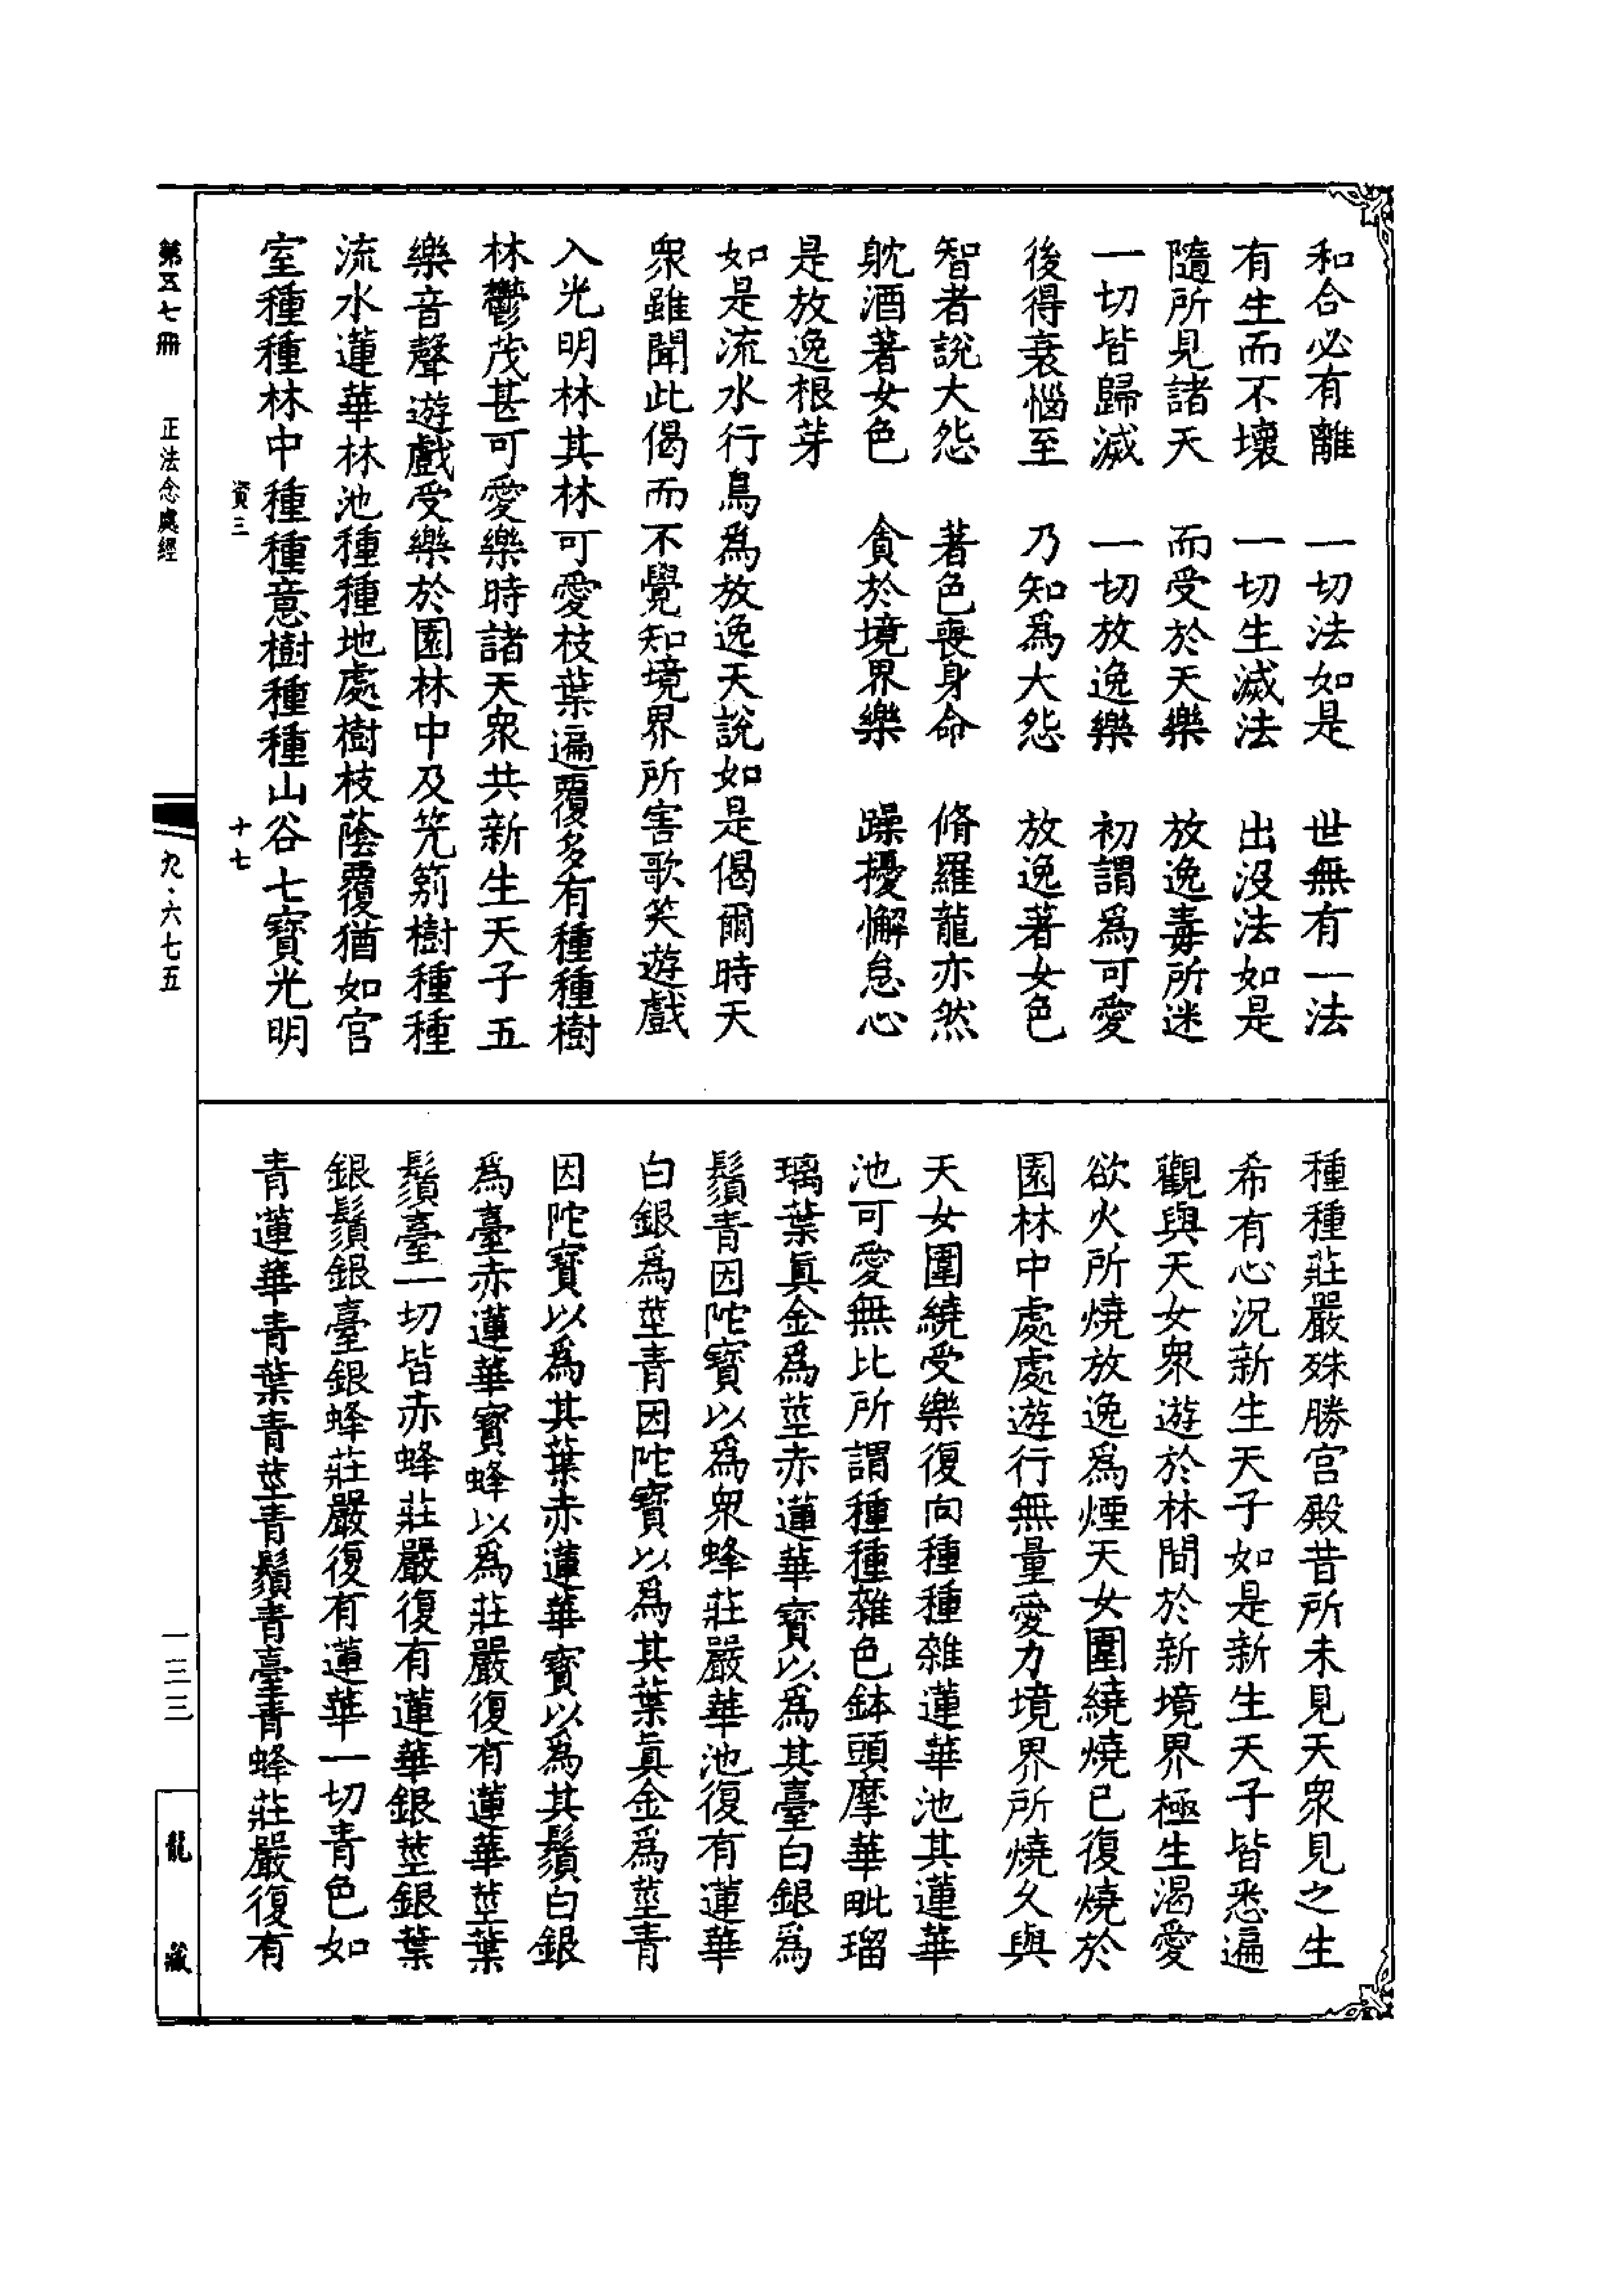 和合必有離　一切法如是　世無有一法
有生而不壞　一切生滅法　出没法如是
隨所見諸天　而受於天樂　放逸毒所迷
一切皆歸滅　一切放逸樂　初謂爲可愛
後得衰惱至　乃知爲大怨　放逸著女色
智者說大怨　著色喪身命　脩羅龍亦然
躭酒著女色　貪於境界樂　躁擾懈怠心
是放逸根芽
如是流水行鳥爲放逸天說如是偈爾時天
衆雖聞此偈而不覺知境界所害歌笑遊戲
入光明林其林可愛枝葉遍覆多有種種樹
林鬱茂甚可愛樂時諸天衆共新生天子五
樂音聲遊戲受樂於園林中及箜篌樹種種
流水蓮華林池種種地處樹枝蔭覆猶如宫
室種種林中種種意樹種種山谷七寶光明
資三
十七
種種莊嚴殊勝宫殿昔所未見天衆見之生
希有心況新生天子如是新生天子皆悉遍
觀與天女衆遊於林間於新境界極生渴愛
欲火所燒放逸爲煙天女圍繞燒已復燒於
園林中處處遊行無量愛力境界所燒久與
天女圍繞受樂復向種種雜蓮華池其蓮華
池可愛無比所謂種種雜色鉢頭摩華毗瑠
璃葉眞金爲莖赤蓮華寶以爲其臺白銀爲
鬚青因陀寶以爲衆蜂莊嚴華池復有蓮華
白銀爲莖青因陀寶以爲其葉眞金爲莖青
因陀寶以爲其葉赤蓮華寶以爲其鬚白銀
爲臺赤蓮華寶蜂以爲莊嚴復有蓮華莖葉
鬚臺一切皆赤蜂莊嚴復有蓮華銀莖銀葉
銀鬚銀臺銀蜂莊嚴復有蓮華一切青色如
青蓮華青葉青莖青鬚青臺青蜂莊嚴復有
第五七冊
正法念處經
九·六七五
一三三
龍藏